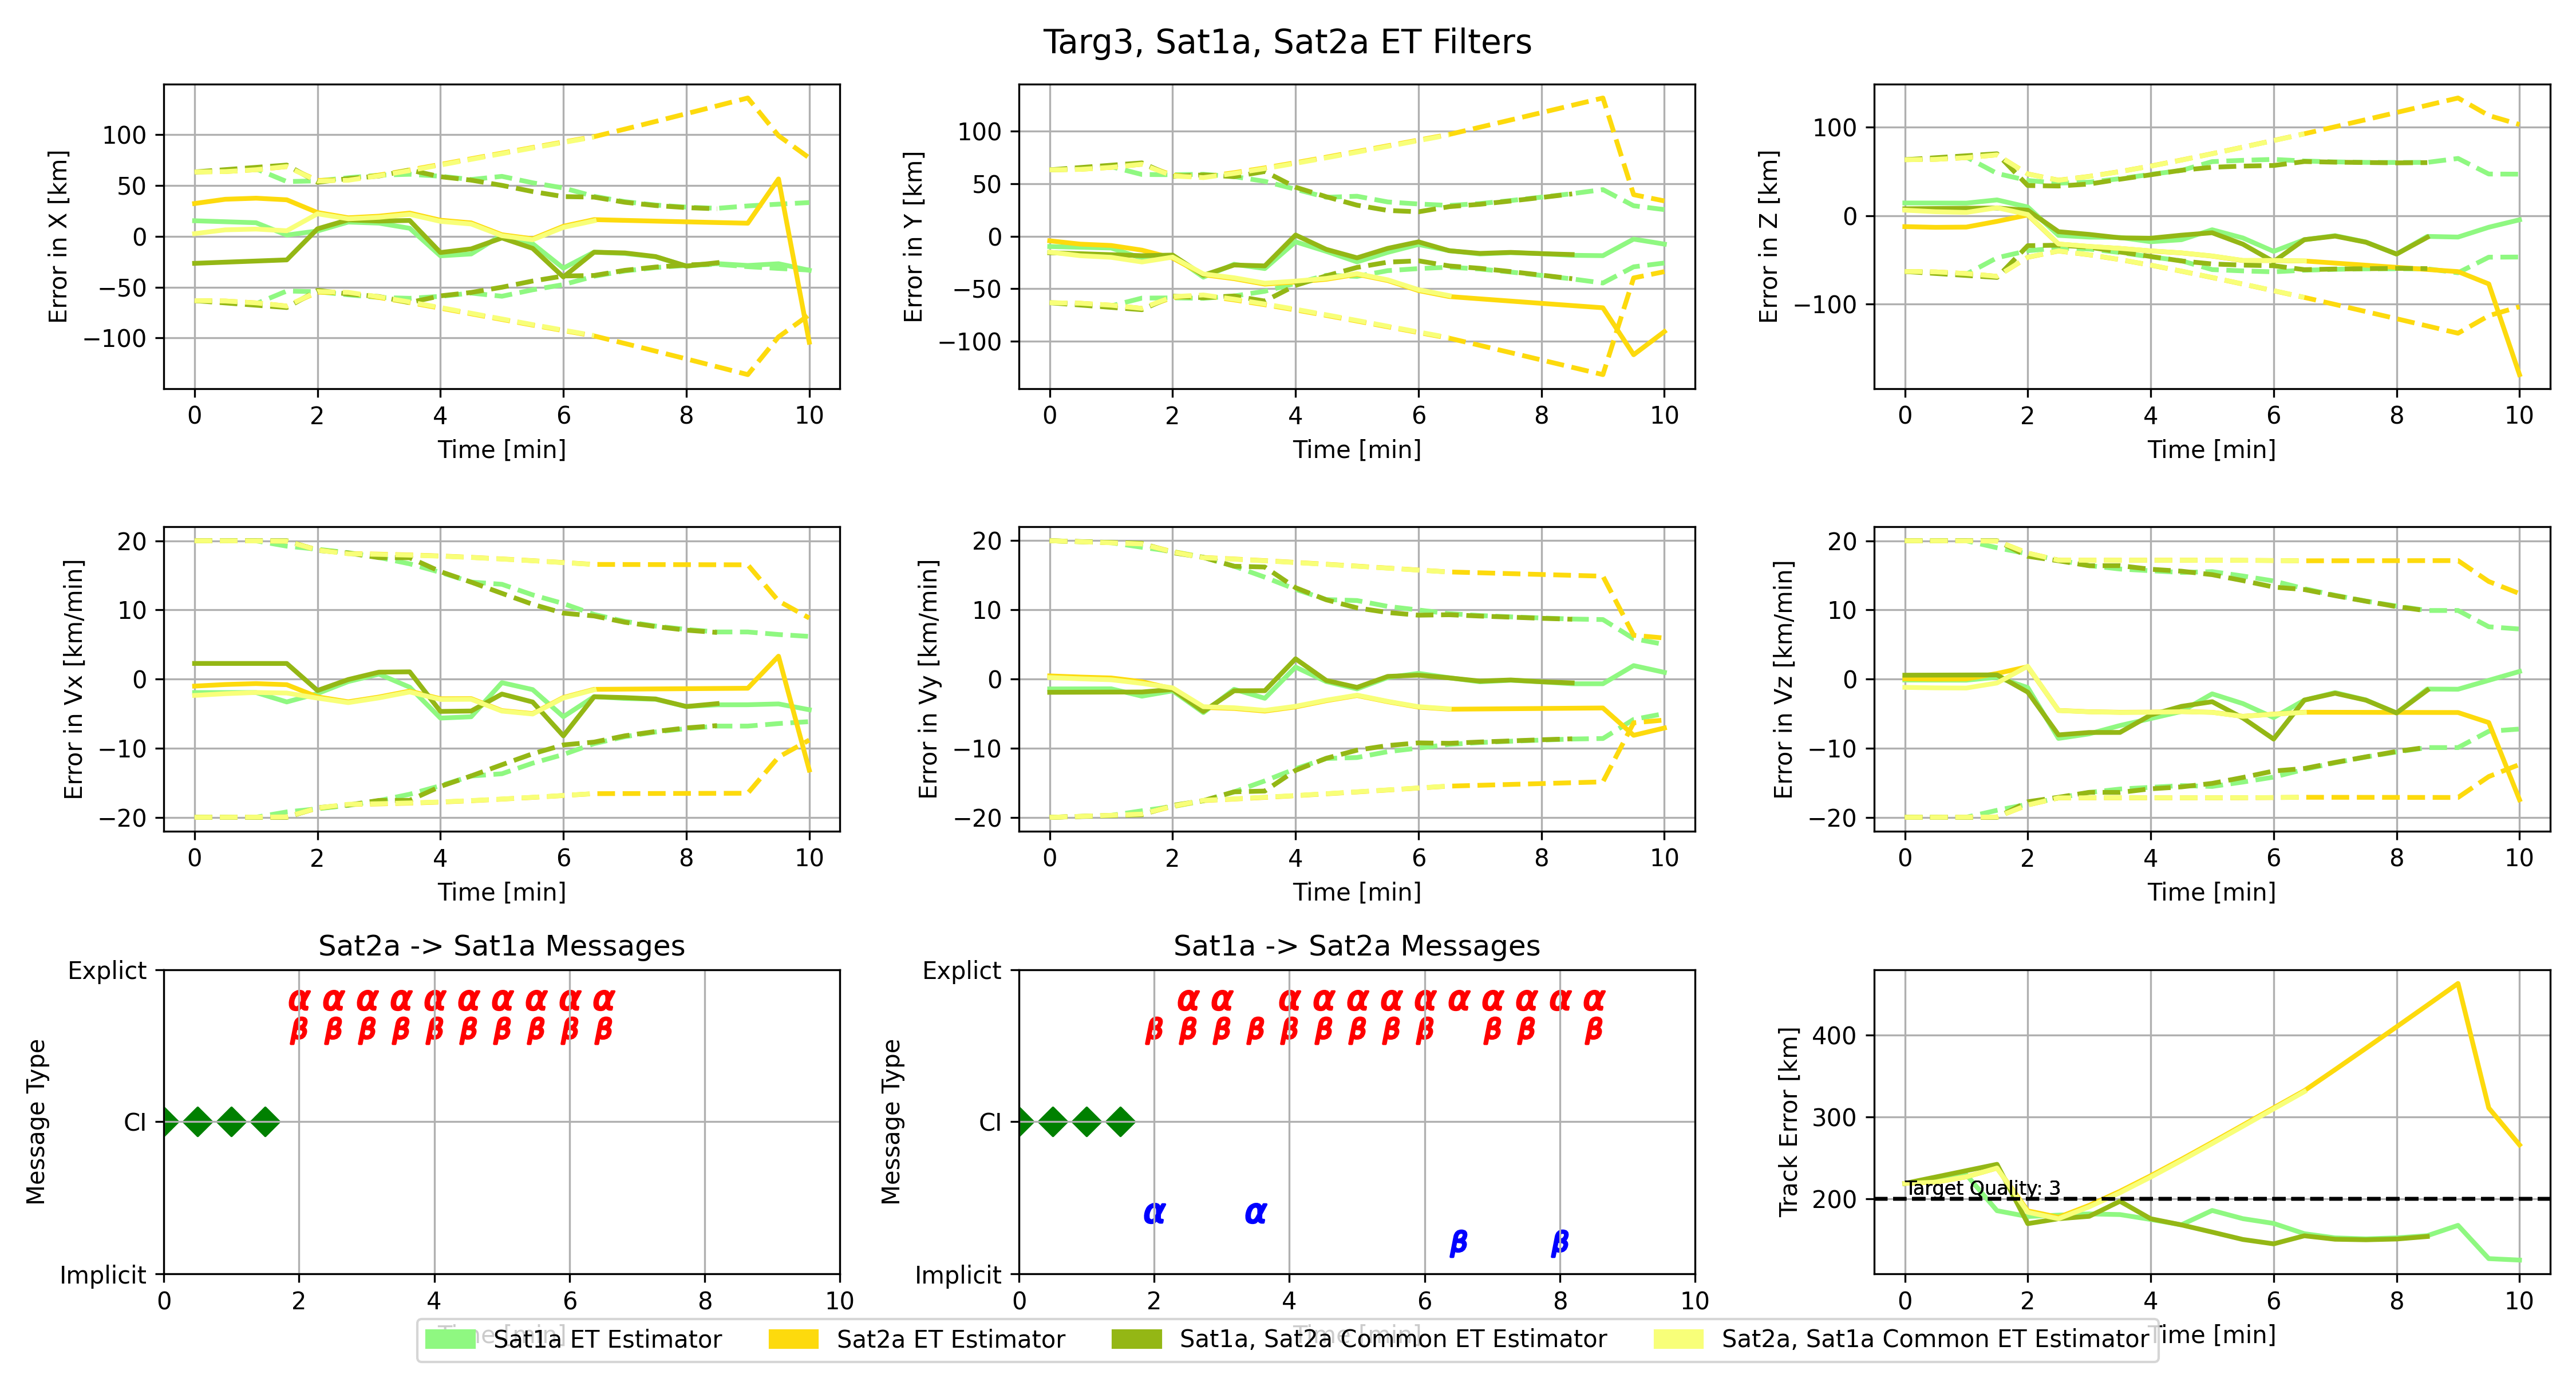 Targ3, Sat1a, Sat2a ET Filters
Error in X [km]
100
50
0
−50
−100
0 2 4 6 8 10
Time [min]
Error in Y [km]
100
50
0
−50
−100
0 2 4 6 8 10
Time [min]
Error in Z [km]
100
0
−100
0 2 4 6 8 10
Time [min]
Error in Vx [km/min]
20
10
0
−10
−20
0 2 4 6 8 10
Time [min]
Error in Vy [km/min]
20
10
0
−10
−20
0 2 4 6 8 10
Time [min]
Error in Vz [km/min]
20
10
0
−10
−20
0 2 4 6 8 10
Time [min]
Sat2a -> Sat1a Messages
Message Type
Explict
α α α α α α α α α α
β β β β β β β β β β
CI
Implicit
0 2 4 6 8 10
Time [min]
Sat1a -> Sat2a Messages
Message Type
Explict
α α α α α α α α α α α α
β β β β β β β β β β β β
CI
α α
β β
Implicit
0 2 4 6 8 10
Time [min]
Track Error [km]
400
300
200
Target Quality: 3
0 2 4 6 8 10
Time [min]
Sat1a ET Estimator
Sat2a ET Estimator
Sat1a, Sat2a Common ET Estimator
Sat2a, Sat1a Common ET Estimator